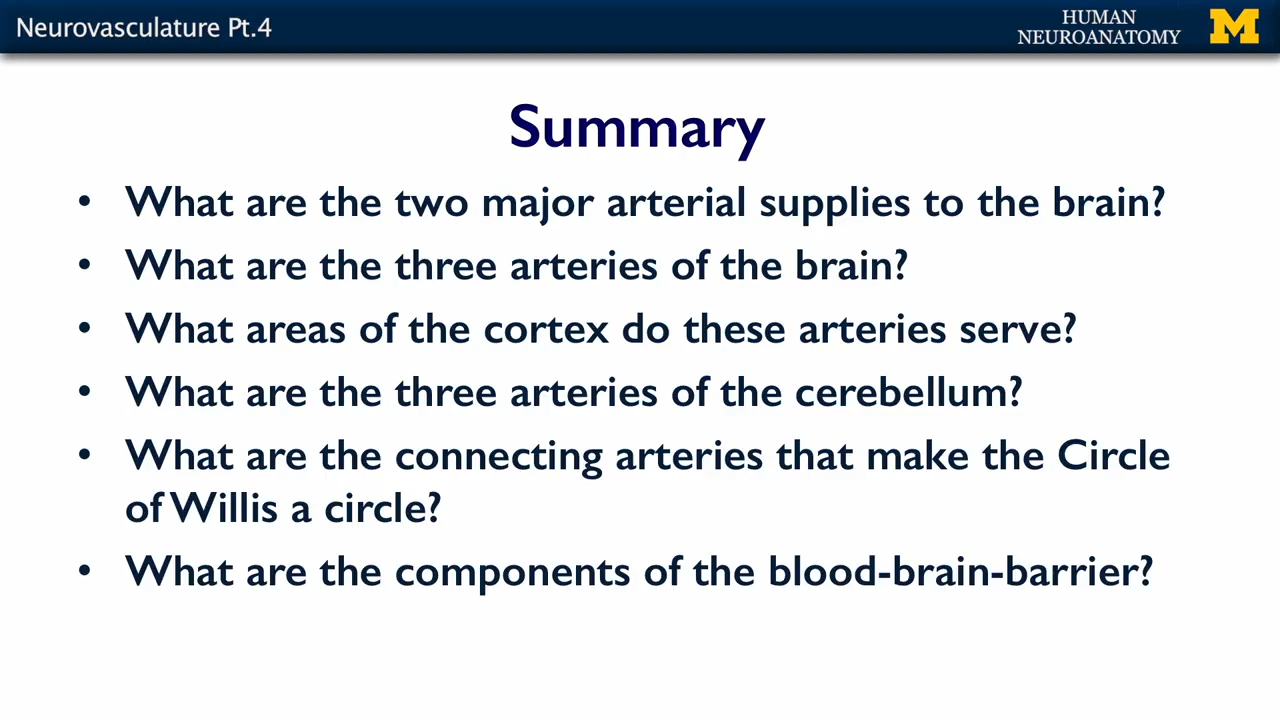 Neurovasculature Pt.4
HUMAN
NEUROANATOMY
M
Summary
• What are the two major arterial supplies to the brain?
• What are the three arteries of the brain?
• What areas of the cortex do these arteries serve?
• What are the three arteries of the cerebellum?
• What are the connecting arteries that make the Circle
of Willis a circle?
• What are the components of the blood-brain-barrier?